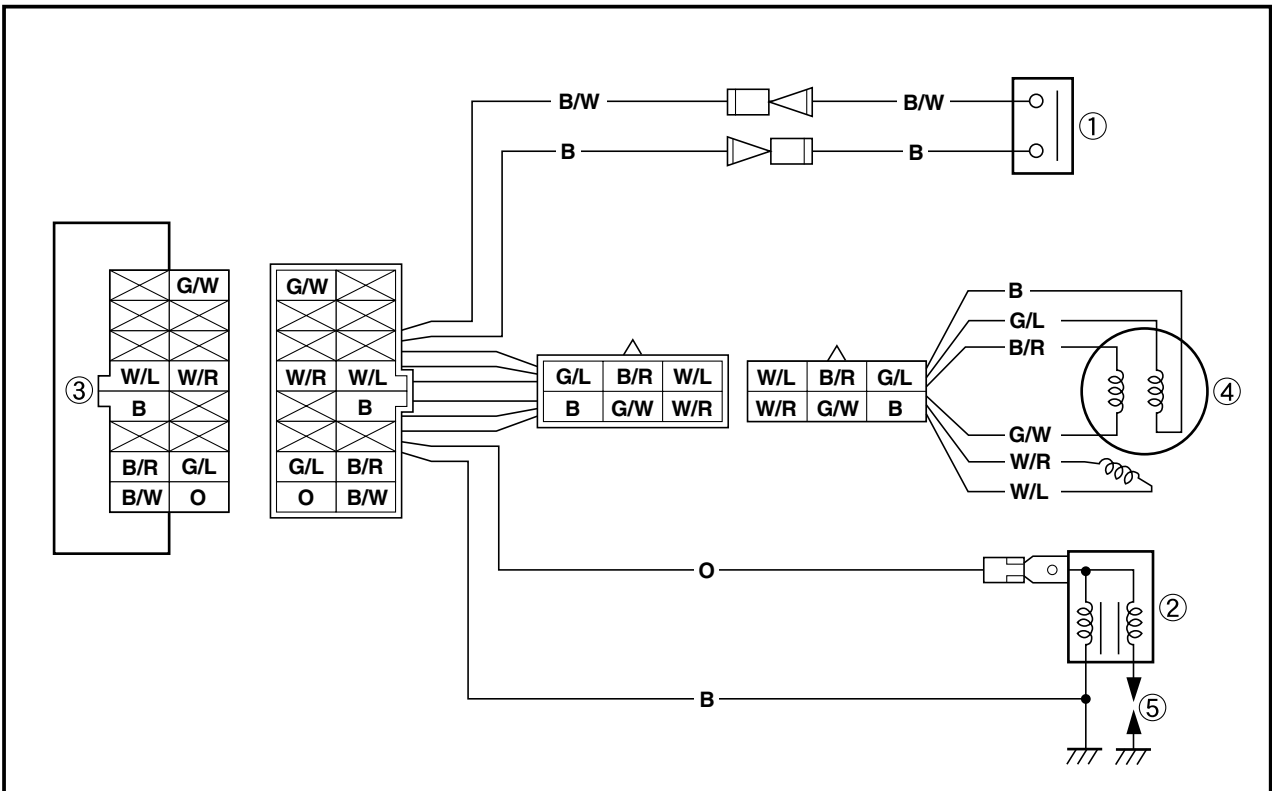 B/W B/W
①
B B
G/W G/W
B
G/L
B/R
W/L W/R W/R W/L G/L B/R W/L W/L B/R G/L
③ ④
B B B G/W W/R W/R G/W B
G/W
B/R G/L G/L B/R W/R
B/W O O B/W W/L
O
②
B
⑤